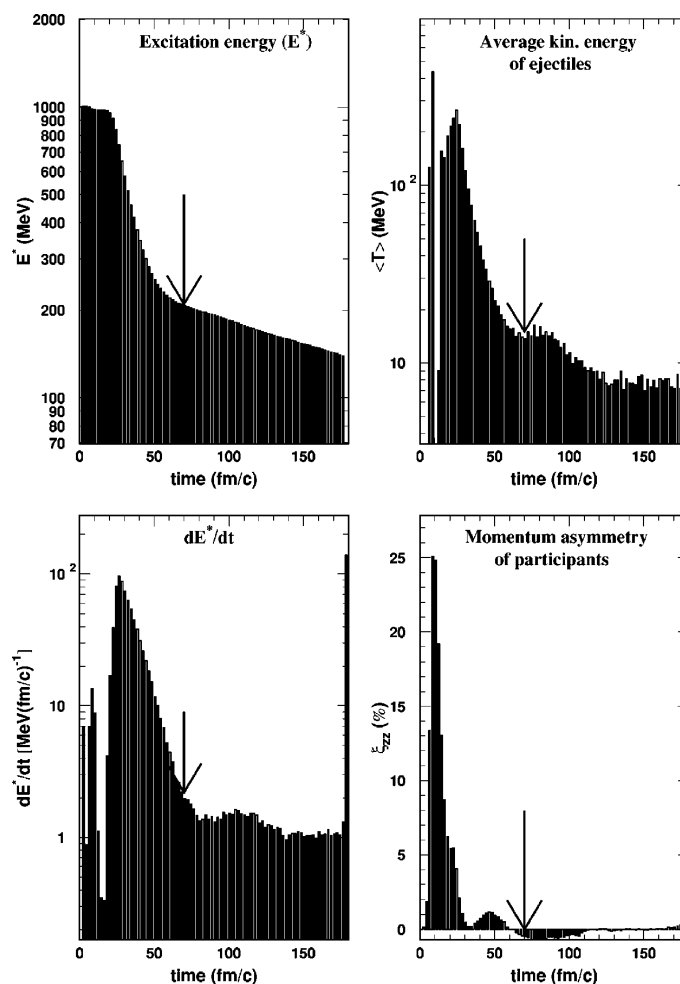 Excitation energy (E*)
E* (MeV)
2000
1000
900
800
700
600
500
400
300
200
100
90
80
70
0
50
100
150
time (fm/c)
Average kin. energy
of ejectiles
<T> (MeV)
10²
10
0
50
100
150
time (fm/c)
dE*/dt
dE*/dt [MeV(fm/c)⁻¹]
10²
10
1
0
50
100
150
time (fm/c)
Momentum asymmetry
of participants
ξzz (%)
25
20
15
10
5
0
0
50
100
150
time (fm/c)